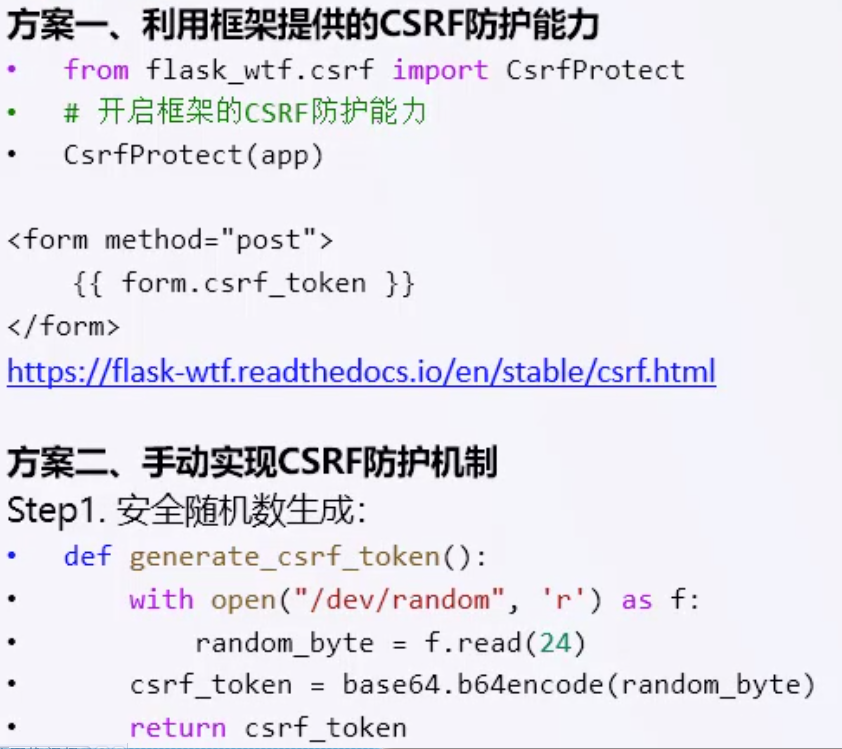 方案一、利用框架提供的CSRF防护能力
• from flask_wtf.csrf import CsrfProtect
• # 开启框架的CSRF防护能力
• CsrfProtect(app)
<form method="post">
    {{ form.csrf_token }}
</form>
https://flask-wtf.readthedocs.io/en/stable/csrf.html
方案二、手动实现CSRF防护机制
Step1. 安全随机数生成：
• def generate_csrf_token():
•     with open("/dev/random", 'r') as f:
•         random_byte = f.read(24)
•     csrf_token = base64.b64encode(random_byte)
•     return csrf_token